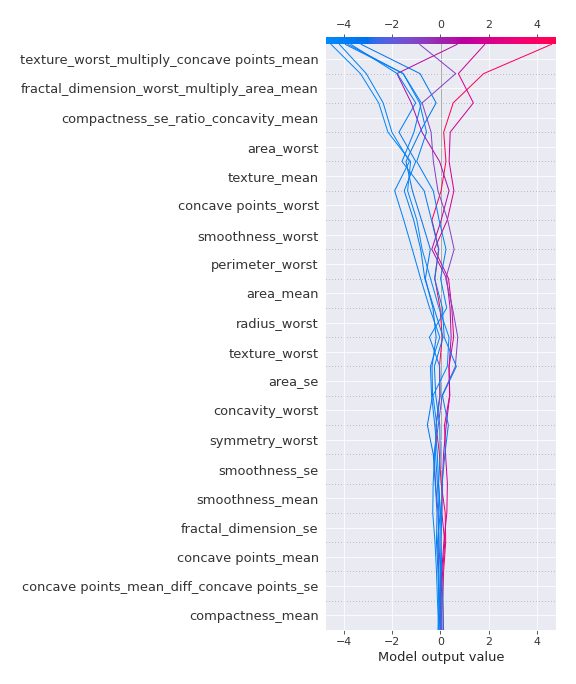 −4 −2 0 2 4
texture_worst_multiply_concave points_mean
fractal_dimension_worst_multiply_area_mean
compactness_se_ratio_concavity_mean
area_worst
texture_mean
concave points_worst
smoothness_worst
perimeter_worst
area_mean
radius_worst
texture_worst
area_se
concavity_worst
symmetry_worst
smoothness_se
smoothness_mean
fractal_dimension_se
concave points_mean
concave points_mean_diff_concave points_se
compactness_mean
−4 −2 0 2 4
Model output value